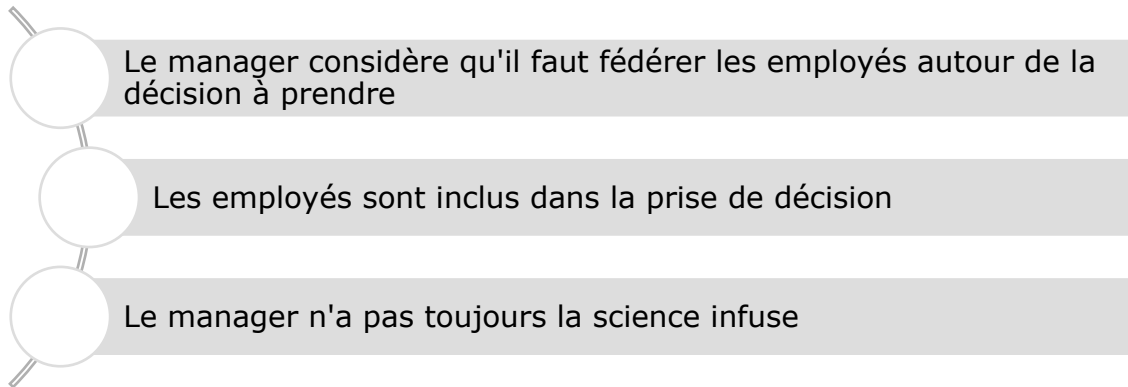 Le manager considère qu'il faut fédérer les employés autour de la
décision à prendre
Les employés sont inclus dans la prise de décision
Le manager n'a pas toujours la science infuse